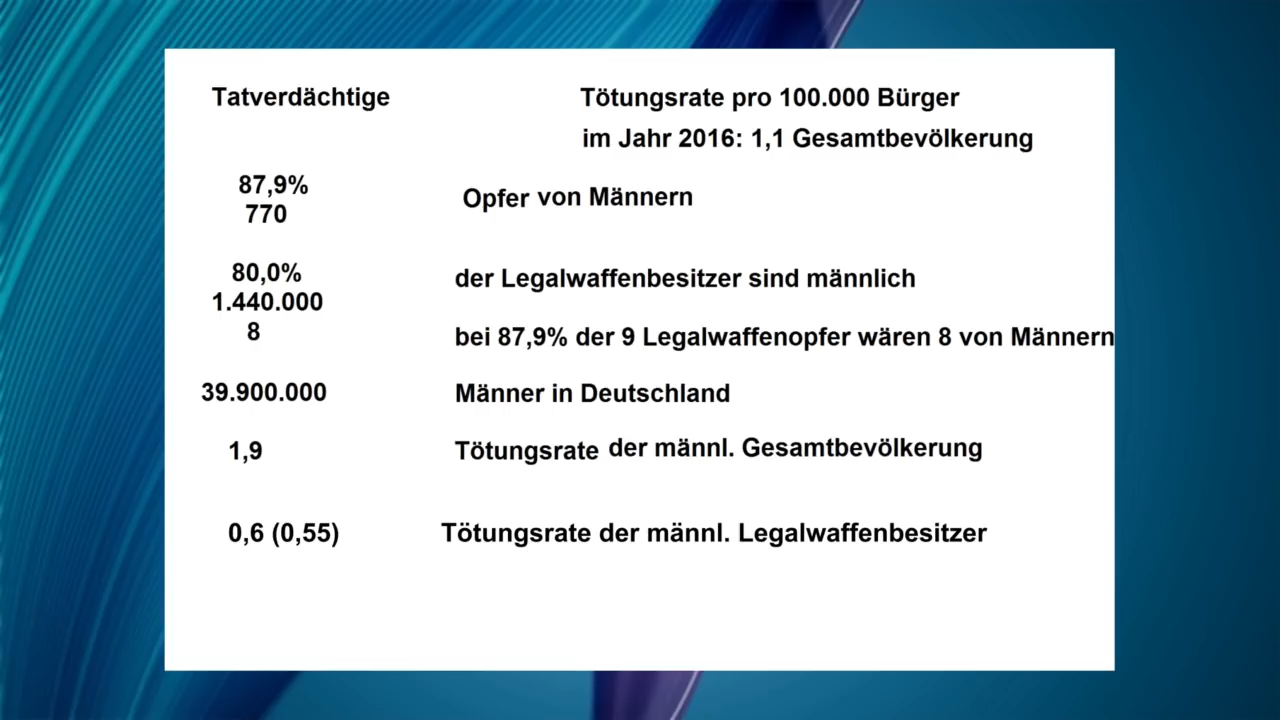 Tatverdächtige Tötungsrate pro 100.000 Bürger
im Jahr 2016: 1,1 Gesamtbevölkerung
87,9%
770 Opfer von Männern
80,0% der Legalwaffenbesitzer sind männlich
1.440.000
8 bei 87,9% der 9 Legalwaffenopfer wären 8 von Männern
39.900.000 Männer in Deutschland
1,9 Tötungsrate der männl. Gesamtbevölkerung
0,6 (0,55) Tötungsrate der männl. Legalwaffenbesitzer